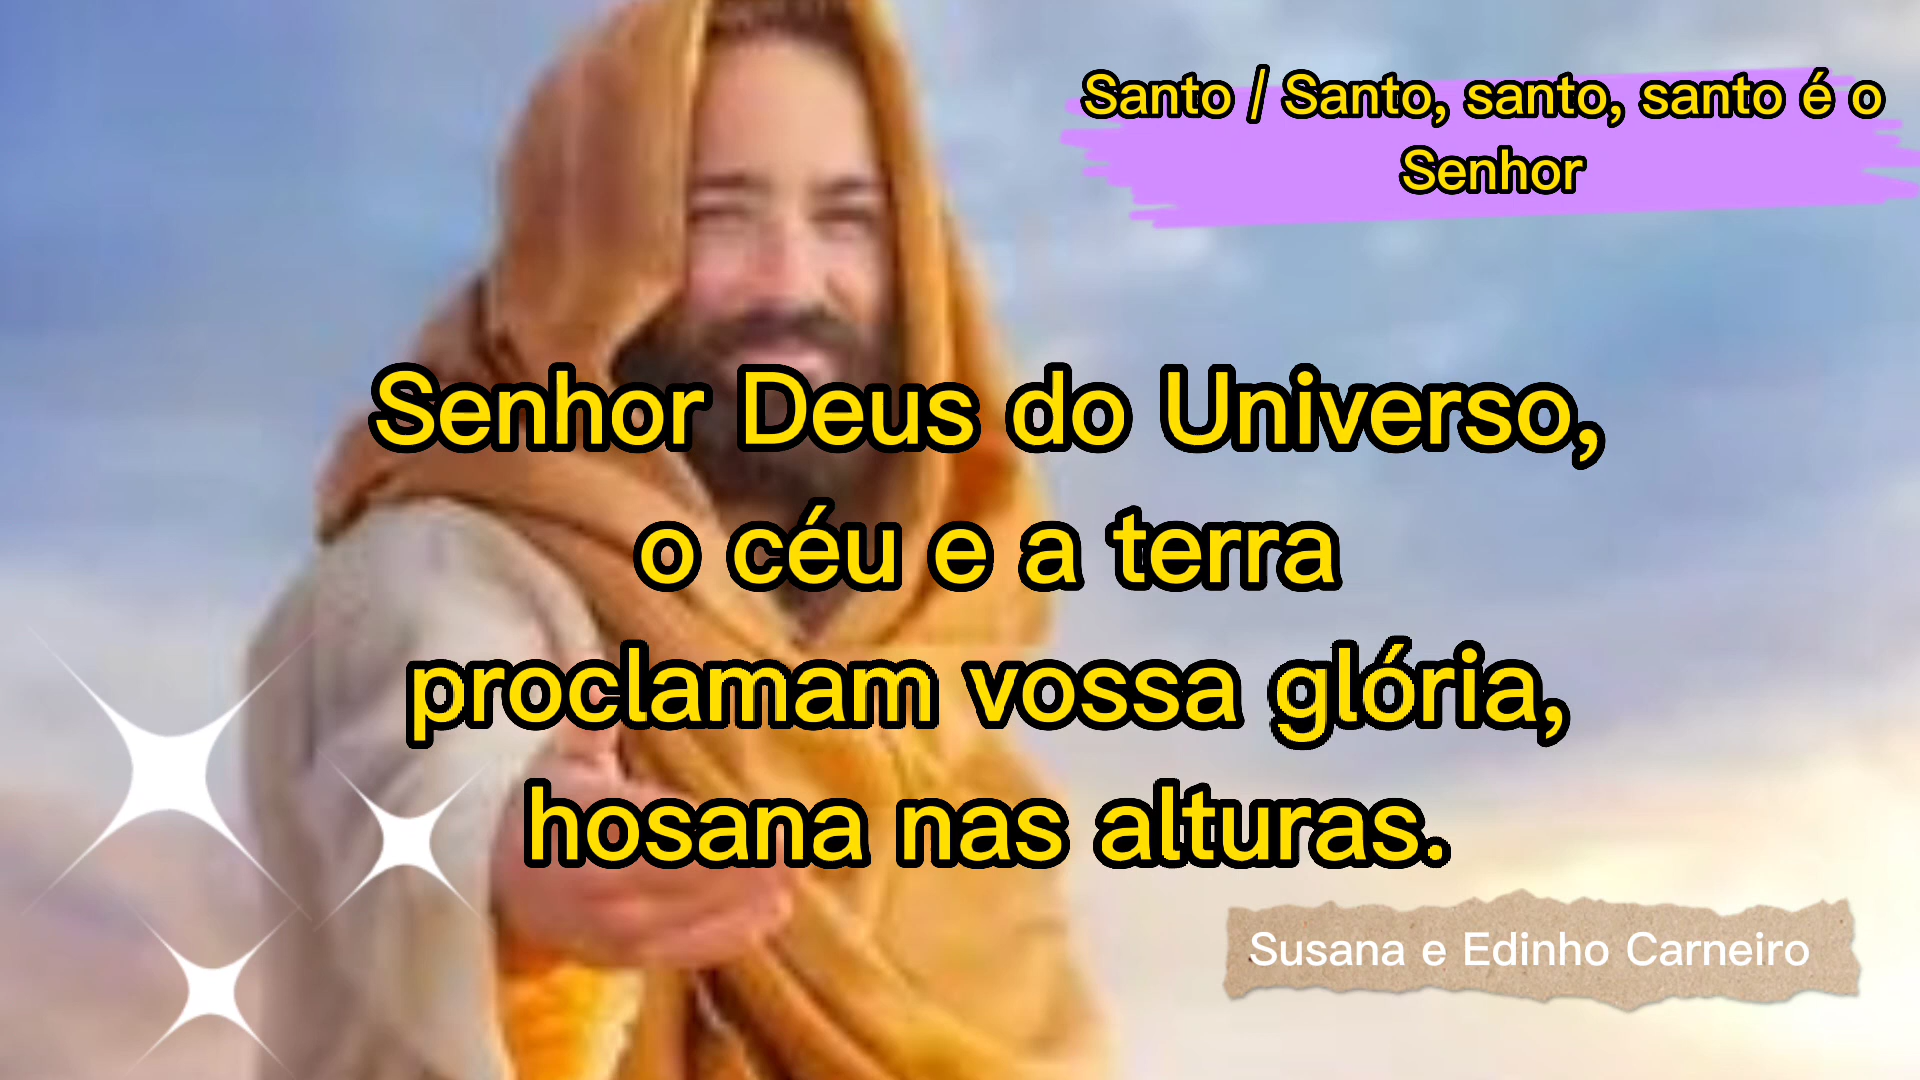 Santo / Santo, santo, santo é o
Senhor
Senhor Deus do Universo,
o céu e a terra
proclamam vossa glória,
hosana nas alturas.
Susana e Edinho Carneiro